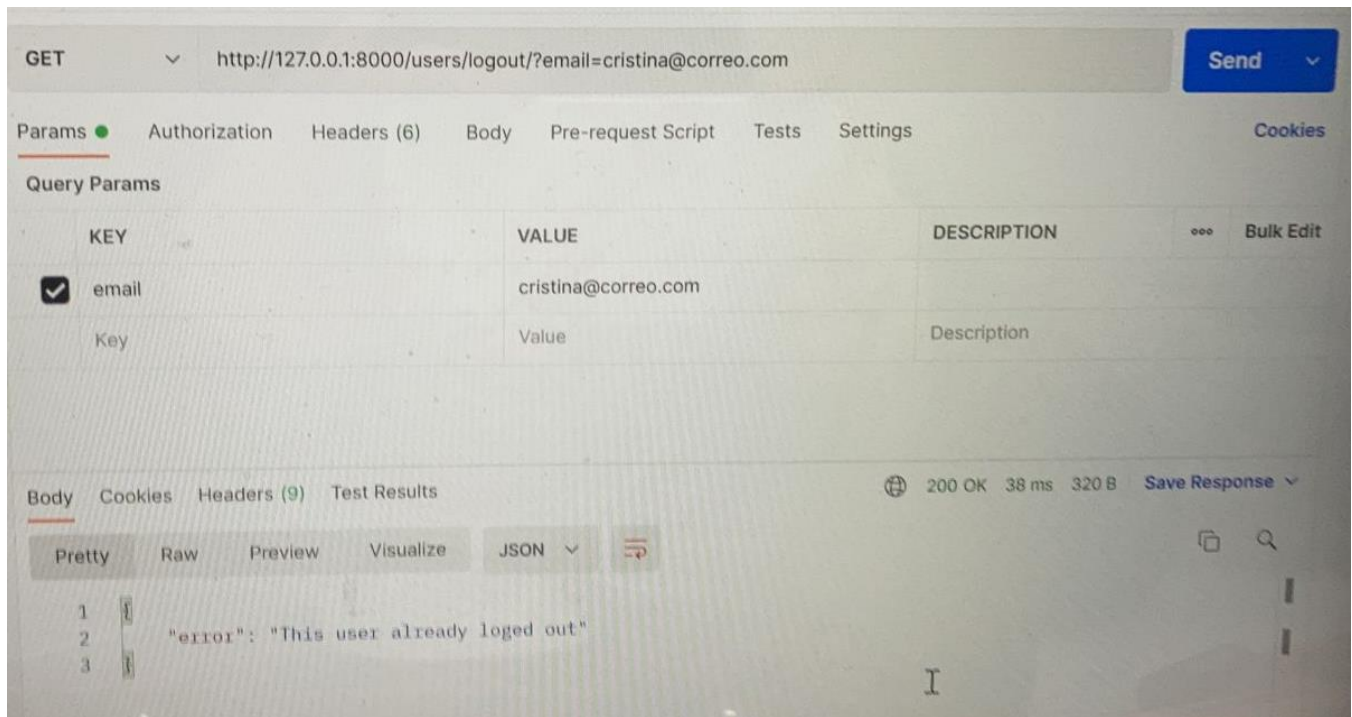 GET http://127.0.0.1:8000/users/logout/?email=cristina@correo.com Send
Params Authorization Headers (6) Body Pre-request Script Tests Settings Cookies
Query Params
KEY VALUE DESCRIPTION ooo Bulk Edit
email cristina@correo.com
Key Value Description
Body Cookies Headers (9) Test Results 200 OK 38 ms 320 B Save Response
Pretty Raw Preview Visualize JSON
1 {
2 "error": "This user already loged out"
3 }